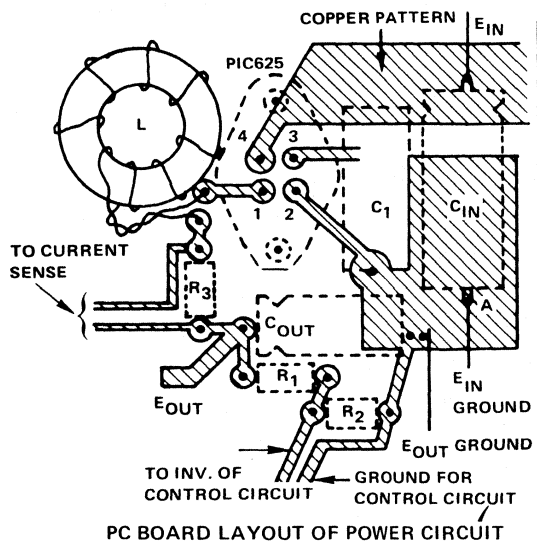 COPPER PATTERN
E IN
PIC625
L
4
3
1
2
C1
CIN
TO CURRENT
SENSE
R3
COUT
A
R1
EOUT
R2
EIN
GROUND
EOUT GROUND
TO INV. OF
CONTROL CIRCUIT
GROUND FOR
CONTROL CIRCUIT
PC BOARD LAYOUT OF POWER CIRCUIT